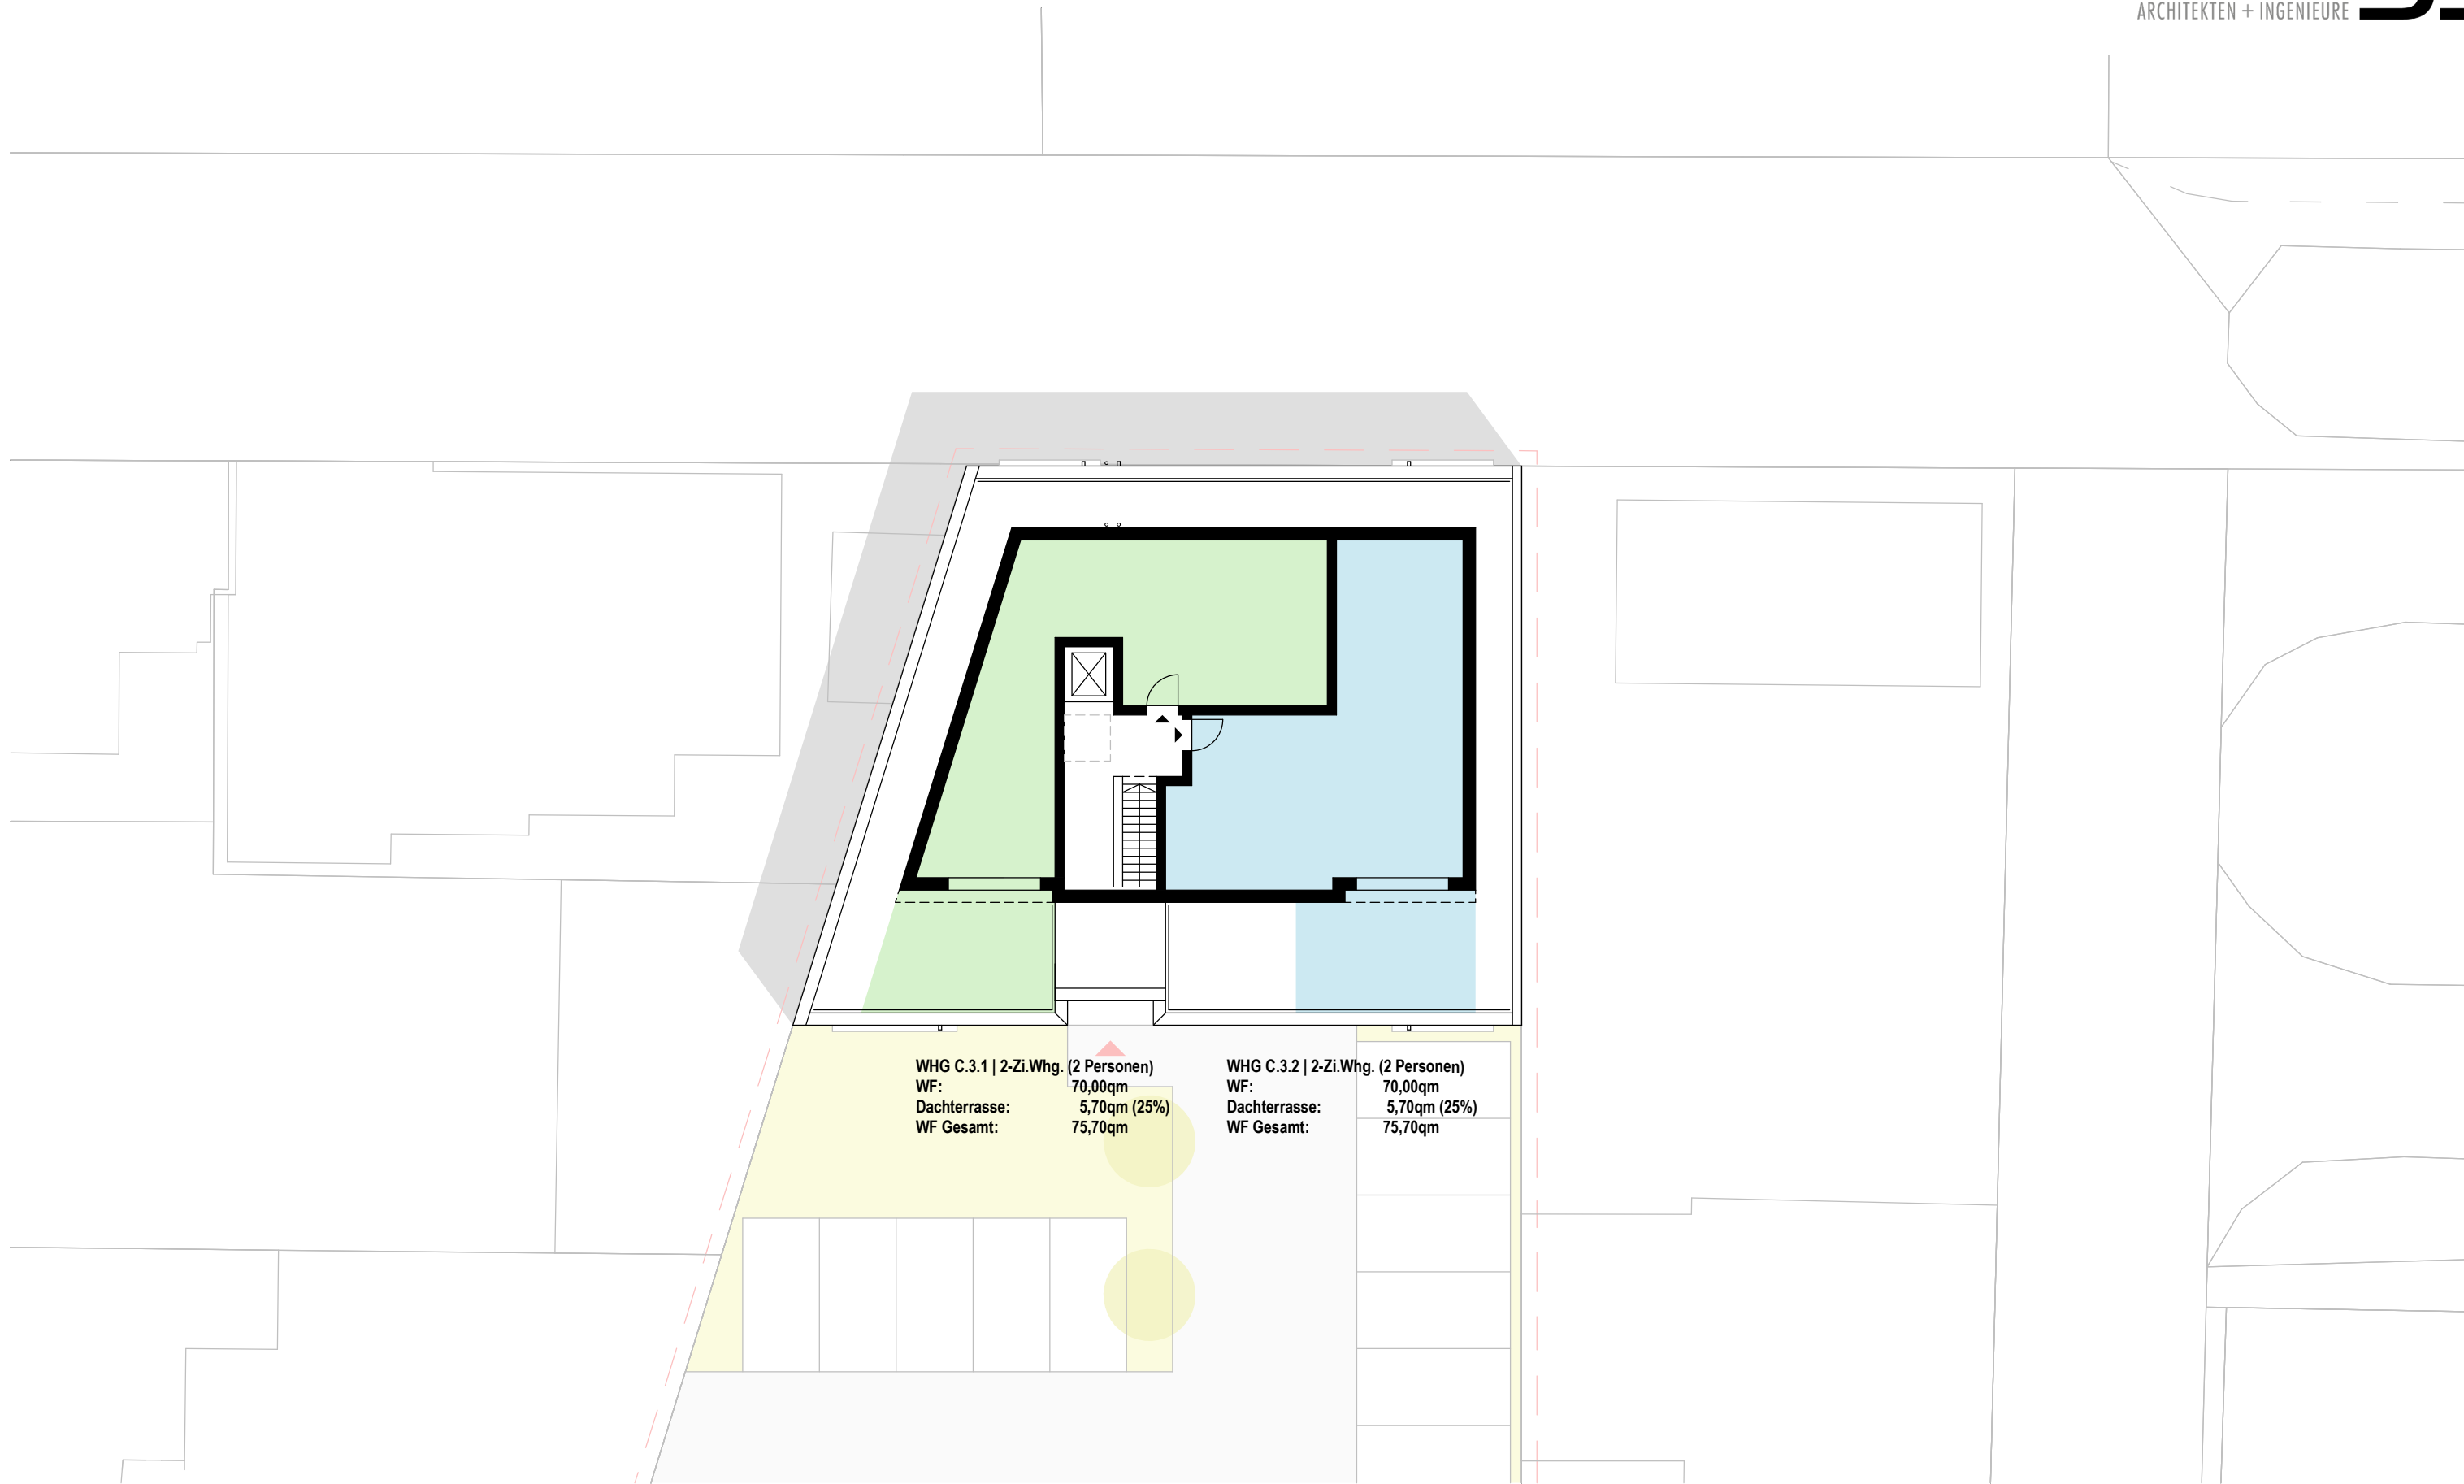 ARCHITEKTEN + INGENIEURE
WHG C.3.1 | 2-Zi.Whg. (2 Personen)
WF: 70,00qm
Dachterrasse: 5,70qm (25%)
WF Gesamt: 75,70qm
WHG C.3.2 | 2-Zi.Whg. (2 Personen)
WF: 70,00qm
Dachterrasse: 5,70qm (25%)
WF Gesamt: 75,70qm